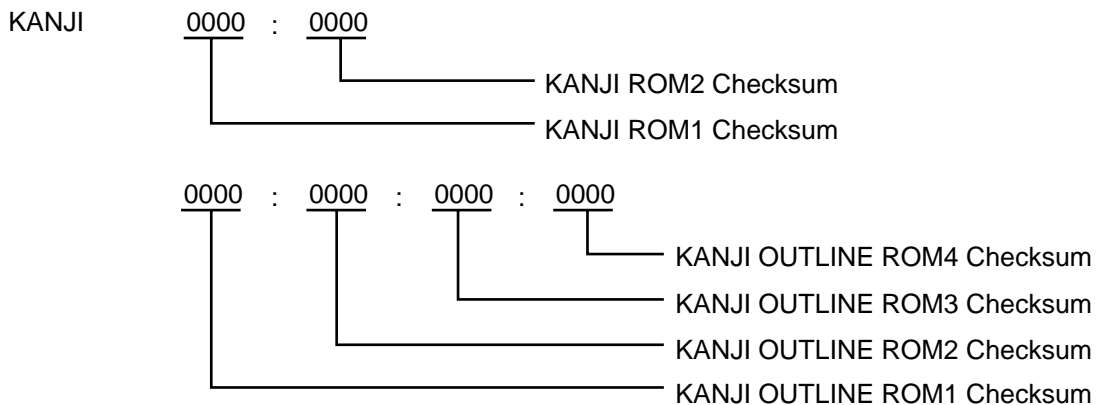 KANJI 0000 : 0000
KANJI ROM2 Checksum
KANJI ROM1 Checksum
0000 : 0000 : 0000 : 0000
KANJI OUTLINE ROM4 Checksum
KANJI OUTLINE ROM3 Checksum
KANJI OUTLINE ROM2 Checksum
KANJI OUTLINE ROM1 Checksum